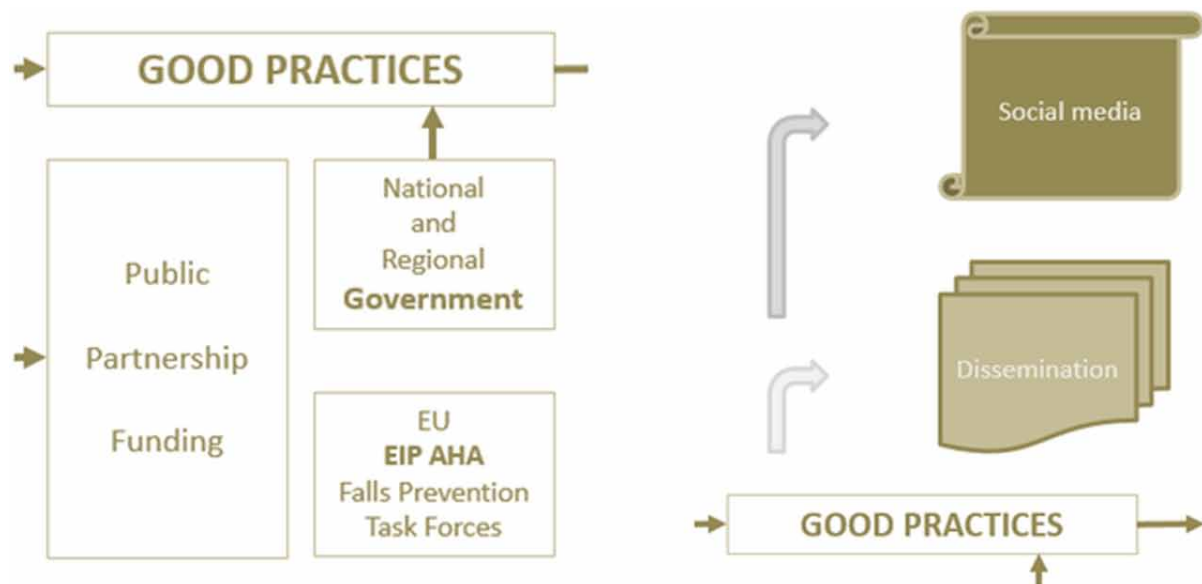 GOOD PRACTICES
Public
Partnership
Funding
National
and
Regional
Government
EU
EIP AHA
Falls Prevention
Task Forces
Social media
Dissemination
GOOD PRACTICES